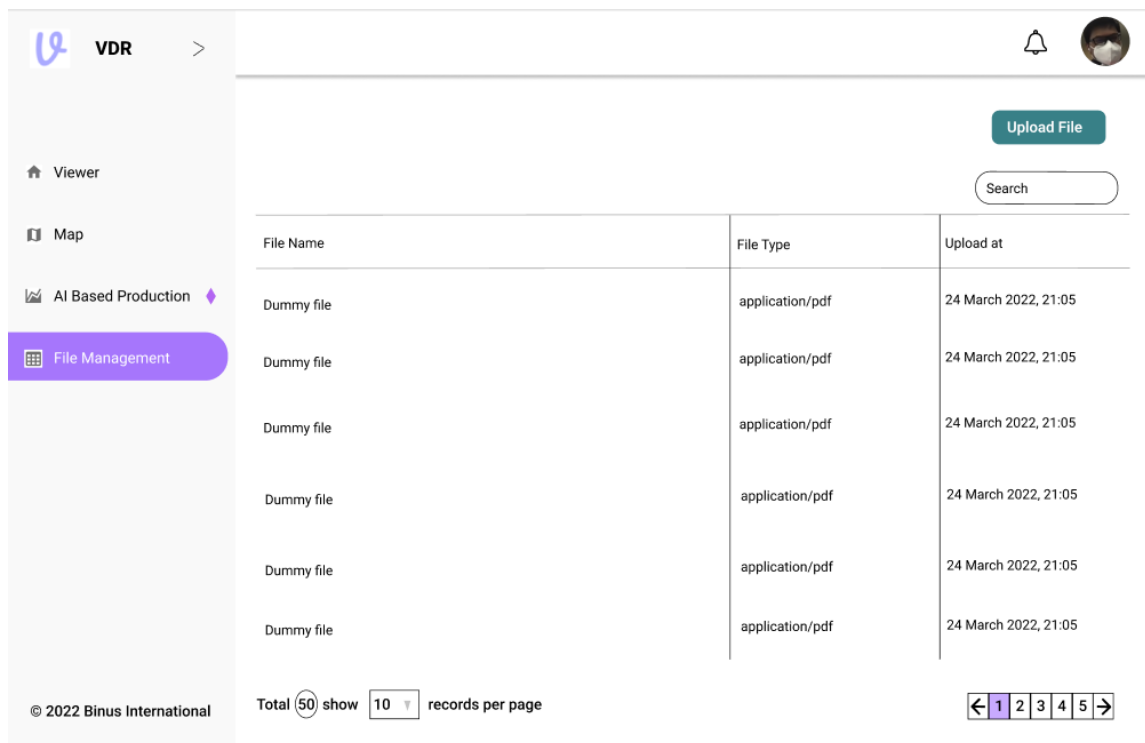 VDR >
Upload File
Viewer
Search
Map
File Name File Type Upload at
AI Based Production
Dummy file application/pdf 24 March 2022, 21:05
File Management
Dummy file application/pdf 24 March 2022, 21:05
Dummy file application/pdf 24 March 2022, 21:05
Dummy file application/pdf 24 March 2022, 21:05
Dummy file application/pdf 24 March 2022, 21:05
Dummy file application/pdf 24 March 2022, 21:05
© 2022 Binus International
Total 50 show 10 records per page
← 1 2 3 4 5 →